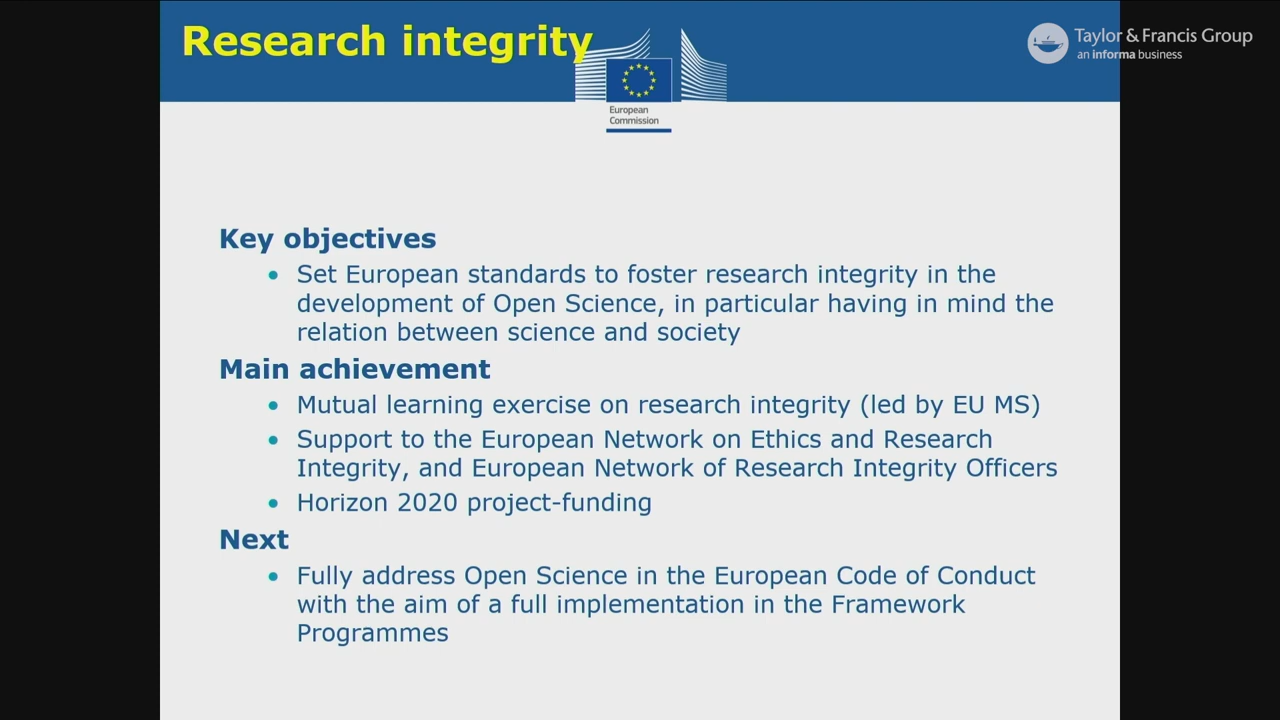 Research integrity
Taylor & Francis Group
an informa business
European
Commission
Key objectives
• Set European standards to foster research integrity in the
development of Open Science, in particular having in mind the
relation between science and society
Main achievement
• Mutual learning exercise on research integrity (led by EU MS)
• Support to the European Network on Ethics and Research
Integrity, and European Network of Research Integrity Officers
• Horizon 2020 project-funding
Next
• Fully address Open Science in the European Code of Conduct
with the aim of a full implementation in the Framework
Programmes